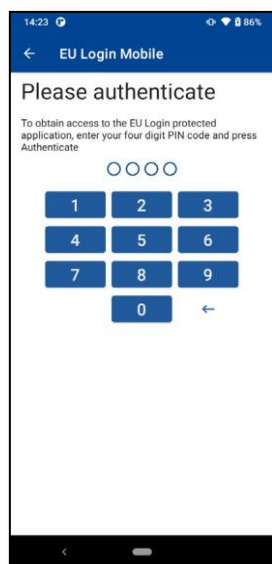 14:23 86%
EU Login Mobile
Please authenticate
To obtain access to the EU Login protected
application, enter your four digit PIN code and press
Authenticate
1 2 3
4 5 6
7 8 9
0